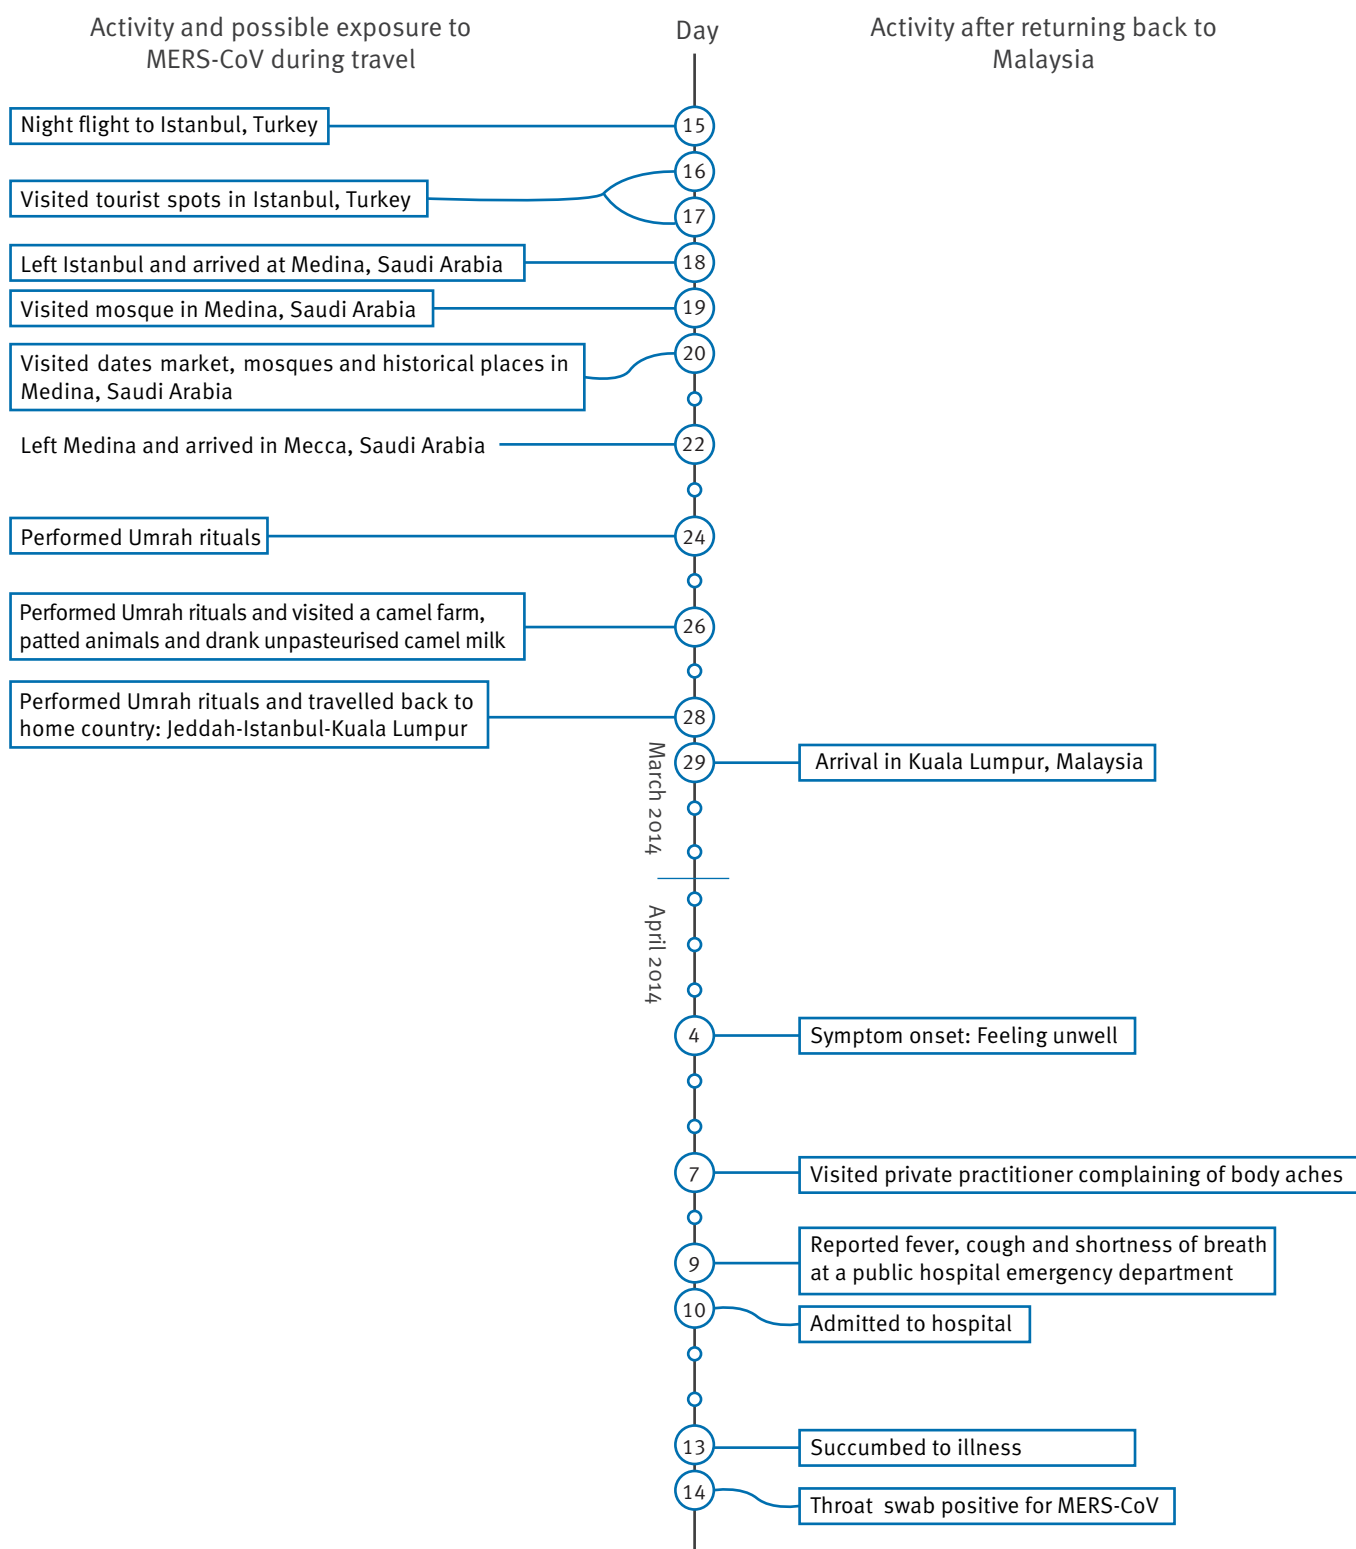 Activity and possible exposure to
MERS-CoV during travel
Day
Activity after returning back to
Malaysia
Night flight to Istanbul, Turkey
15
16
Visited tourist spots in Istanbul, Turkey
17
Left Istanbul and arrived at Medina, Saudi Arabia
18
Visited mosque in Medina, Saudi Arabia
19
20
Visited dates market, mosques and historical places in
Medina, Saudi Arabia
Left Medina and arrived in Mecca, Saudi Arabia
22
Performed Umrah rituals
24
Performed Umrah rituals and visited a camel farm,
patted animals and drank unpasteurised camel milk
26
Performed Umrah rituals and travelled back to
home country: Jeddah-Istanbul-Kuala Lumpur
28
29
Arrival in Kuala Lumpur, Malaysia
March 2014
April 2014
4
Symptom onset: Feeling unwell
7
Visited private practitioner complaining of body aches
9
Reported fever, cough and shortness of breath
at a public hospital emergency department
10
Admitted to hospital
13
Succumbed to illness
14
Throat swab positive for MERS-CoV